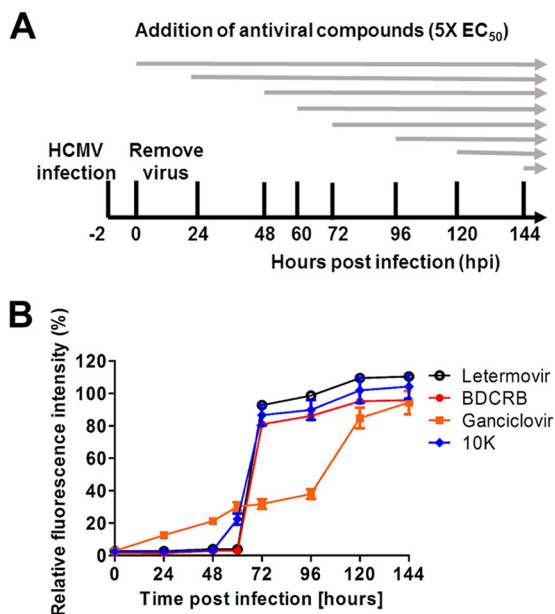 A
Addition of antiviral compounds (5X EC50)
HCMV Remove
infection virus
-2 0 24 48 60 72 96 120 144
Hours post infection (hpi)
B
Relative fluorescence intensity (%)
120
100
80
60
40
20
0
0 24 48 72 96 120 144
Time post infection [hours]
Letermovir
BDCRB
Ganciclovir
10K